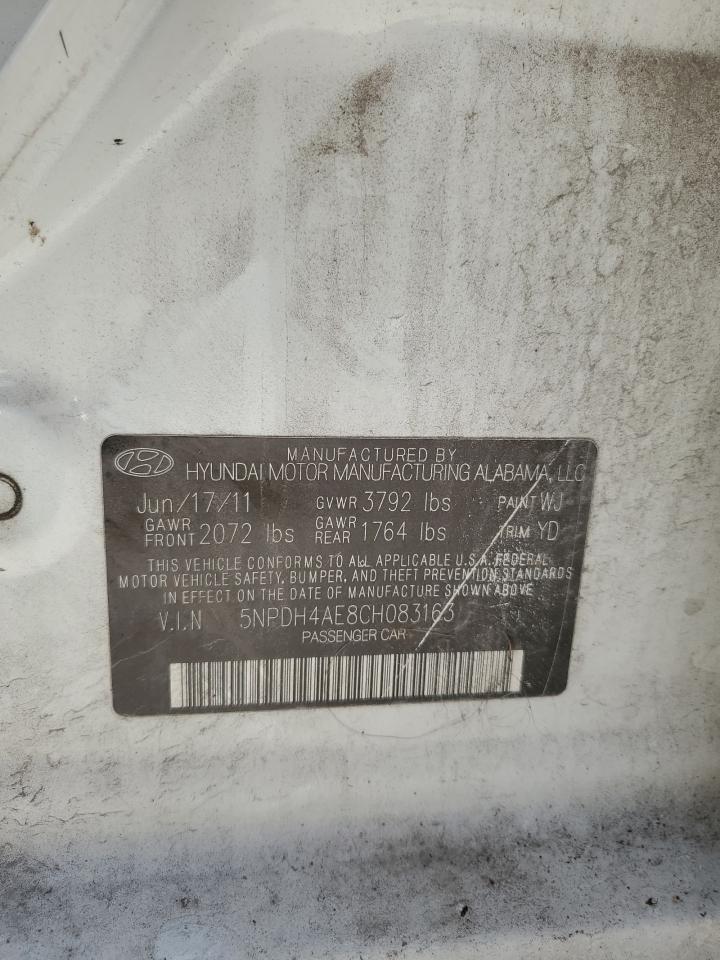 MANUFACTURED BY
HYUNDAI MOTOR MANUFACTURING ALABAMA, LLC
Jun/17/11 GVWR 3792 lbs PAINT WJ
GAWR FRONT 2072 lbs GAWR REAR 1764 lbs TRIM YD
THIS VEHICLE CONFORMS TO ALL APPLICABLE U.S.A. FEDERAL
MOTOR VEHICLE SAFETY, BUMPER, AND THEFT PREVENTION STANDARDS
IN EFFECT ON THE DATE OF MANUFACTURE SHOWN ABOVE
V.I.N 5NPDH4AE8CH083163
PASSENGER CAR